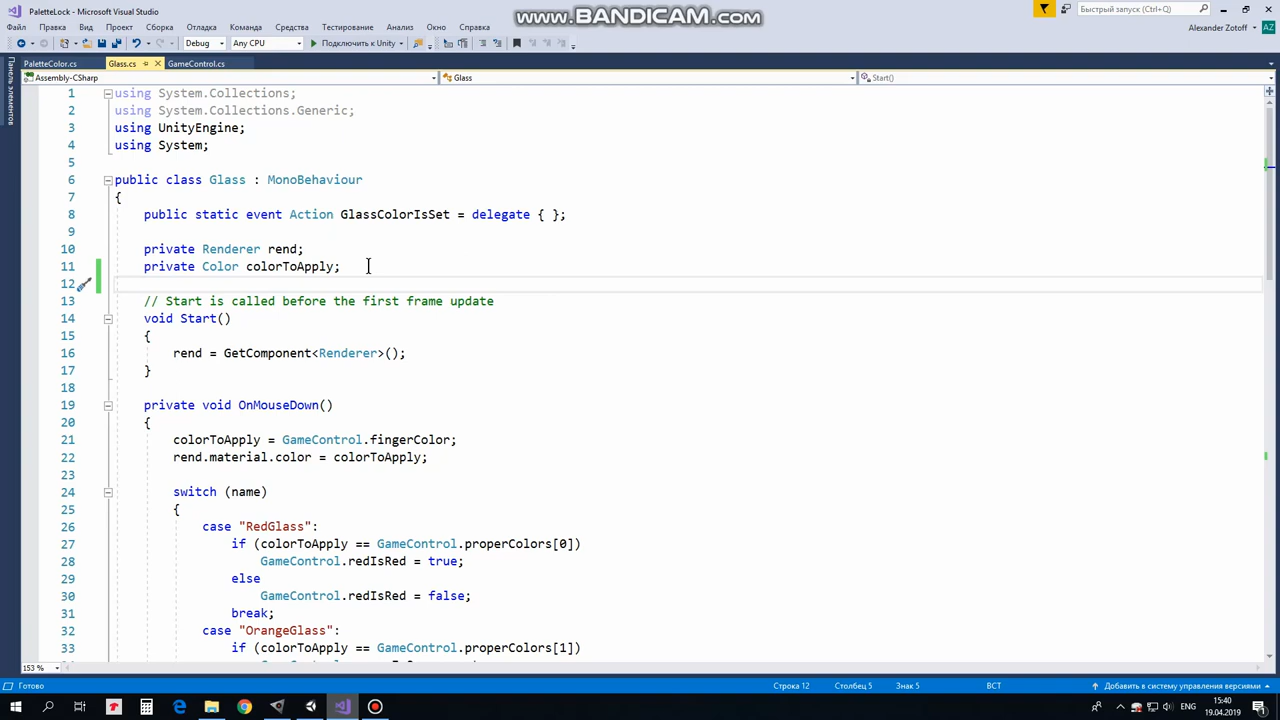 PaletteLock - Microsoft Visual Studio
www.BANDICAM.com
Быстрый запуск (Ctrl+Q)
Файл Правка Вид Проект Сборка Отладка Команда Средства Тестирование Анализ Окно Справка
Alexander Zotoff AZ
Debug Any CPU Подключить к Unity
PaletteColor.cs Glass.cs GameControl.cs
Assembly-CSharp Glass Start()
Панель элементов
1 using System.Collections;
2 using System.Collections.Generic;
3 using UnityEngine;
4 using System;
5
6 public class Glass : MonoBehaviour
7 {
8 public static event Action GlassColorIsSet = delegate { };
9
10 private Renderer rend;
11 private Color colorToApply;
12
13 // Start is called before the first frame update
14 void Start()
15 {
16 rend = GetComponent<Renderer>();
17 }
18
19 private void OnMouseDown()
20 {
21 colorToApply = GameControl.fingerColor;
22 rend.material.color = colorToApply;
23
24 switch (name)
25 {
26 case "RedGlass":
27 if (colorToApply == GameControl.properColors[0])
28 GameControl.redIsRed = true;
29 else
30 GameControl.redIsRed = false;
31 break;
32 case "OrangeGlass":
33 if (colorToApply == GameControl.properColors[1])
153 %
Готово Строка 12 Столбец 5 Знак 5 ВСТ Добавить в систему управления версиями
ENG 15:40
19.04.2019